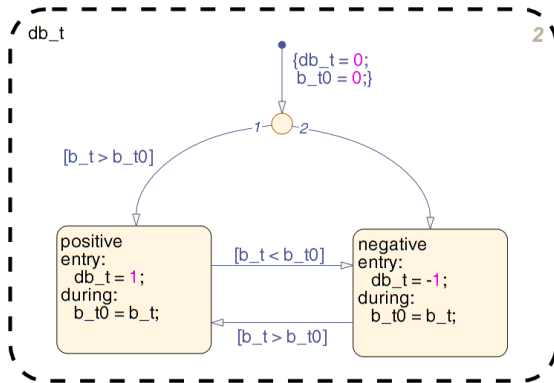 db_t
2
{db_t = 0;
b_t0 = 0;}
1
2
[b_t > b_t0]
positive
entry:
db_t = 1;
during:
b_t0 = b_t;
[b_t < b_t0]
[b_t > b_t0]
negative
entry:
db_t = -1;
during:
b_t0 = b_t;